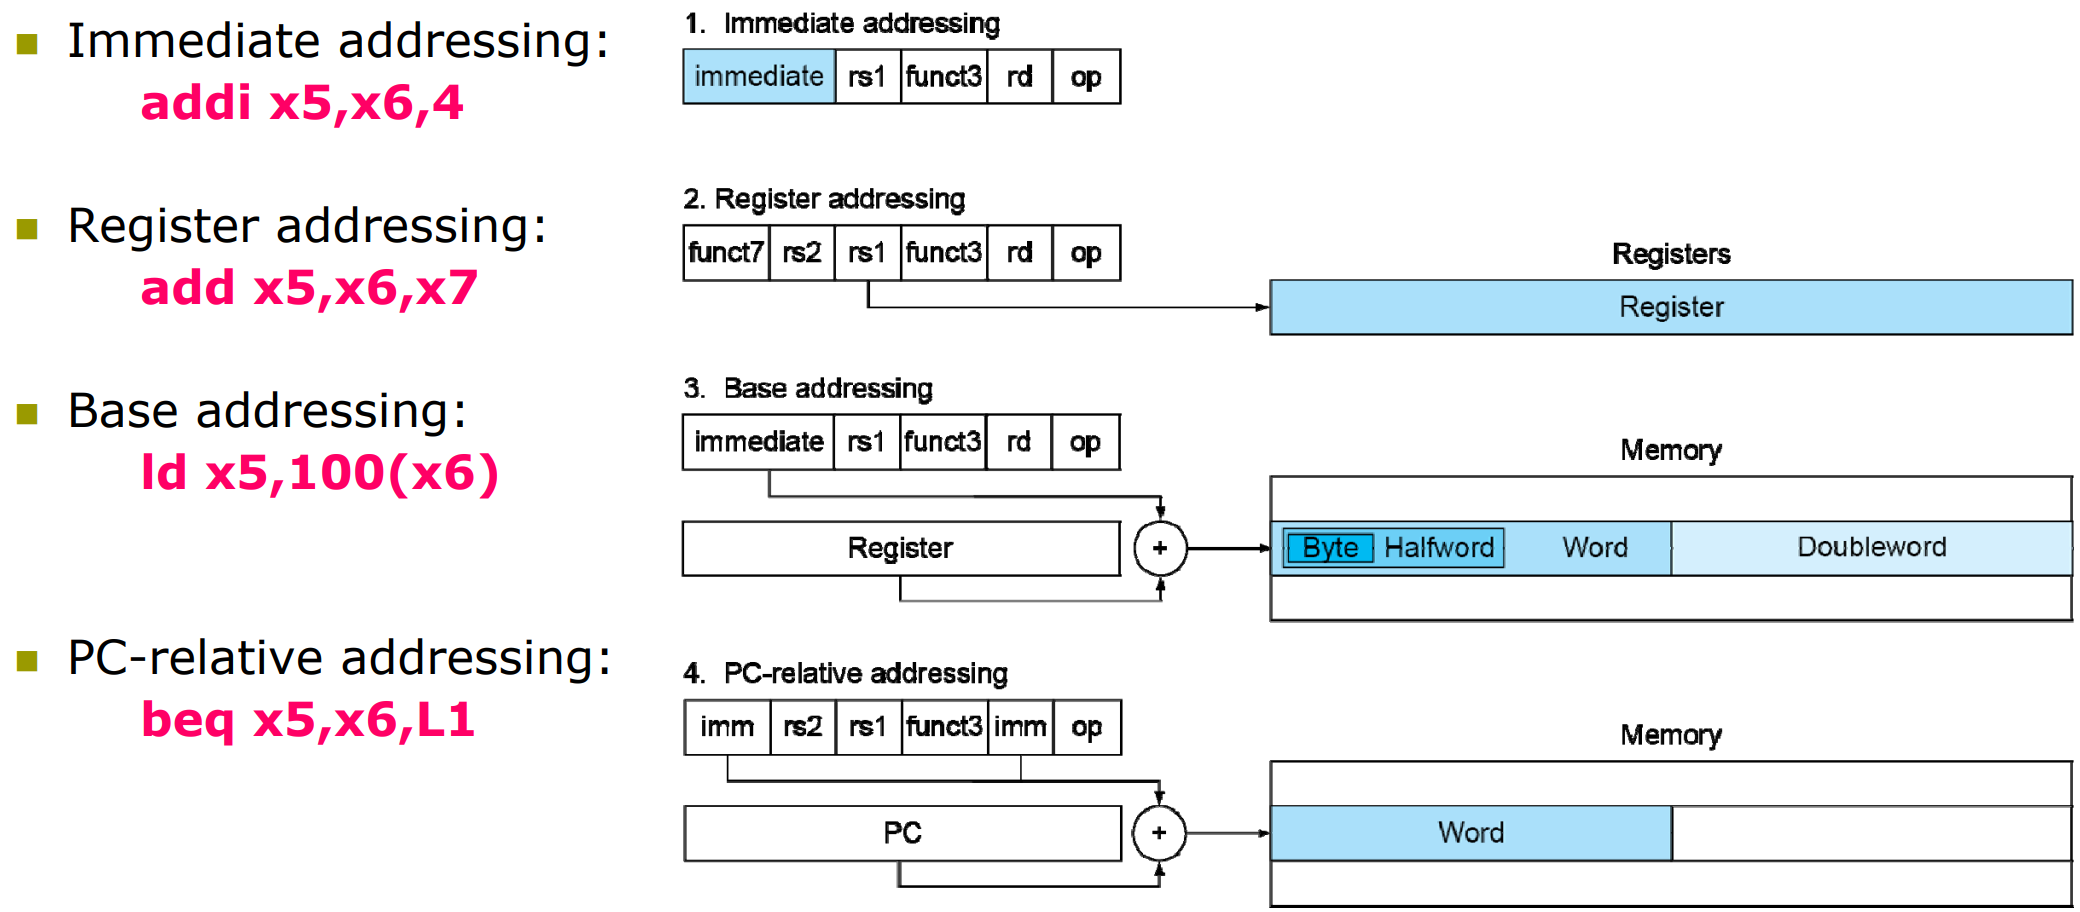 Immediate addressing:
addi x5,x6,4
Register addressing:
add x5,x6,x7
Base addressing:
ld x5,100(x6)
PC-relative addressing:
beq x5,x6,L1
1. Immediate addressing
immediate rs1 funct3 rd op
2. Register addressing
funct7 rs2 rs1 funct3 rd op
Registers
Register
3. Base addressing
immediate rs1 funct3 rd op
Memory
Register + Byte Halfword Word Doubleword
4. PC-relative addressing
imm rs2 rs1 funct3 imm op
Memory
PC + Word